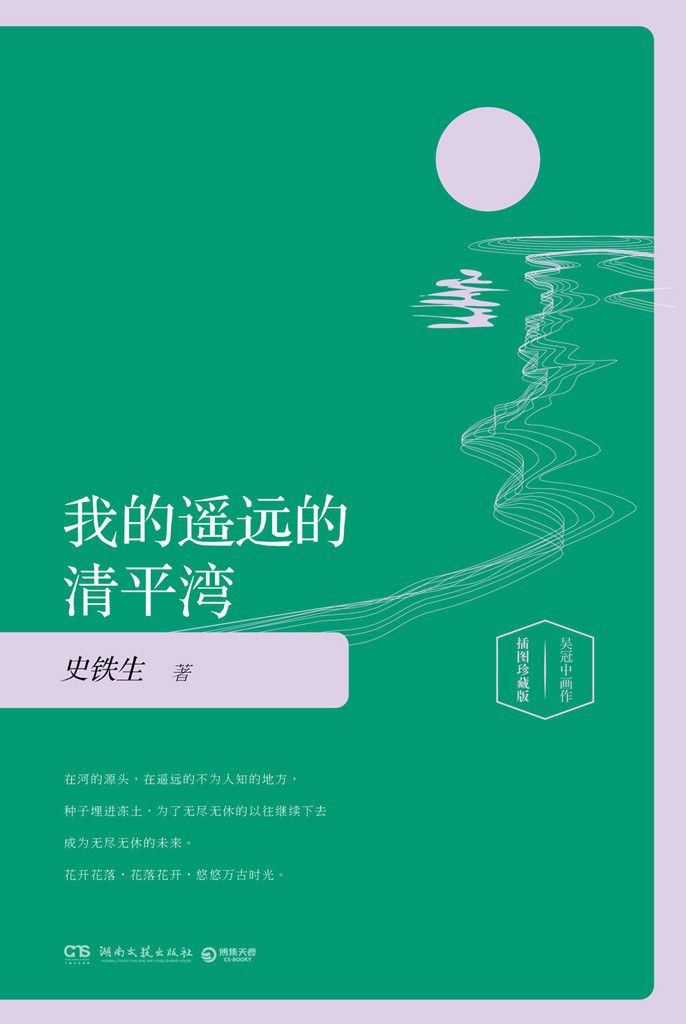 我的遥远的
清平湾
史铁生 著
吴冠中画作
插图珍藏版
在河的源头，在遥远的不为人知的地方，
种子埋进冻土，为了无尽无休的以往继续下去
成为无尽无休的未来。
花开花落，花落花开，悠悠万古时光。
CNS
湖南文艺出版社
HUNAN LITERATURE AND ART PUBLISHING HOUSE
博集天卷
CS-BOOKY